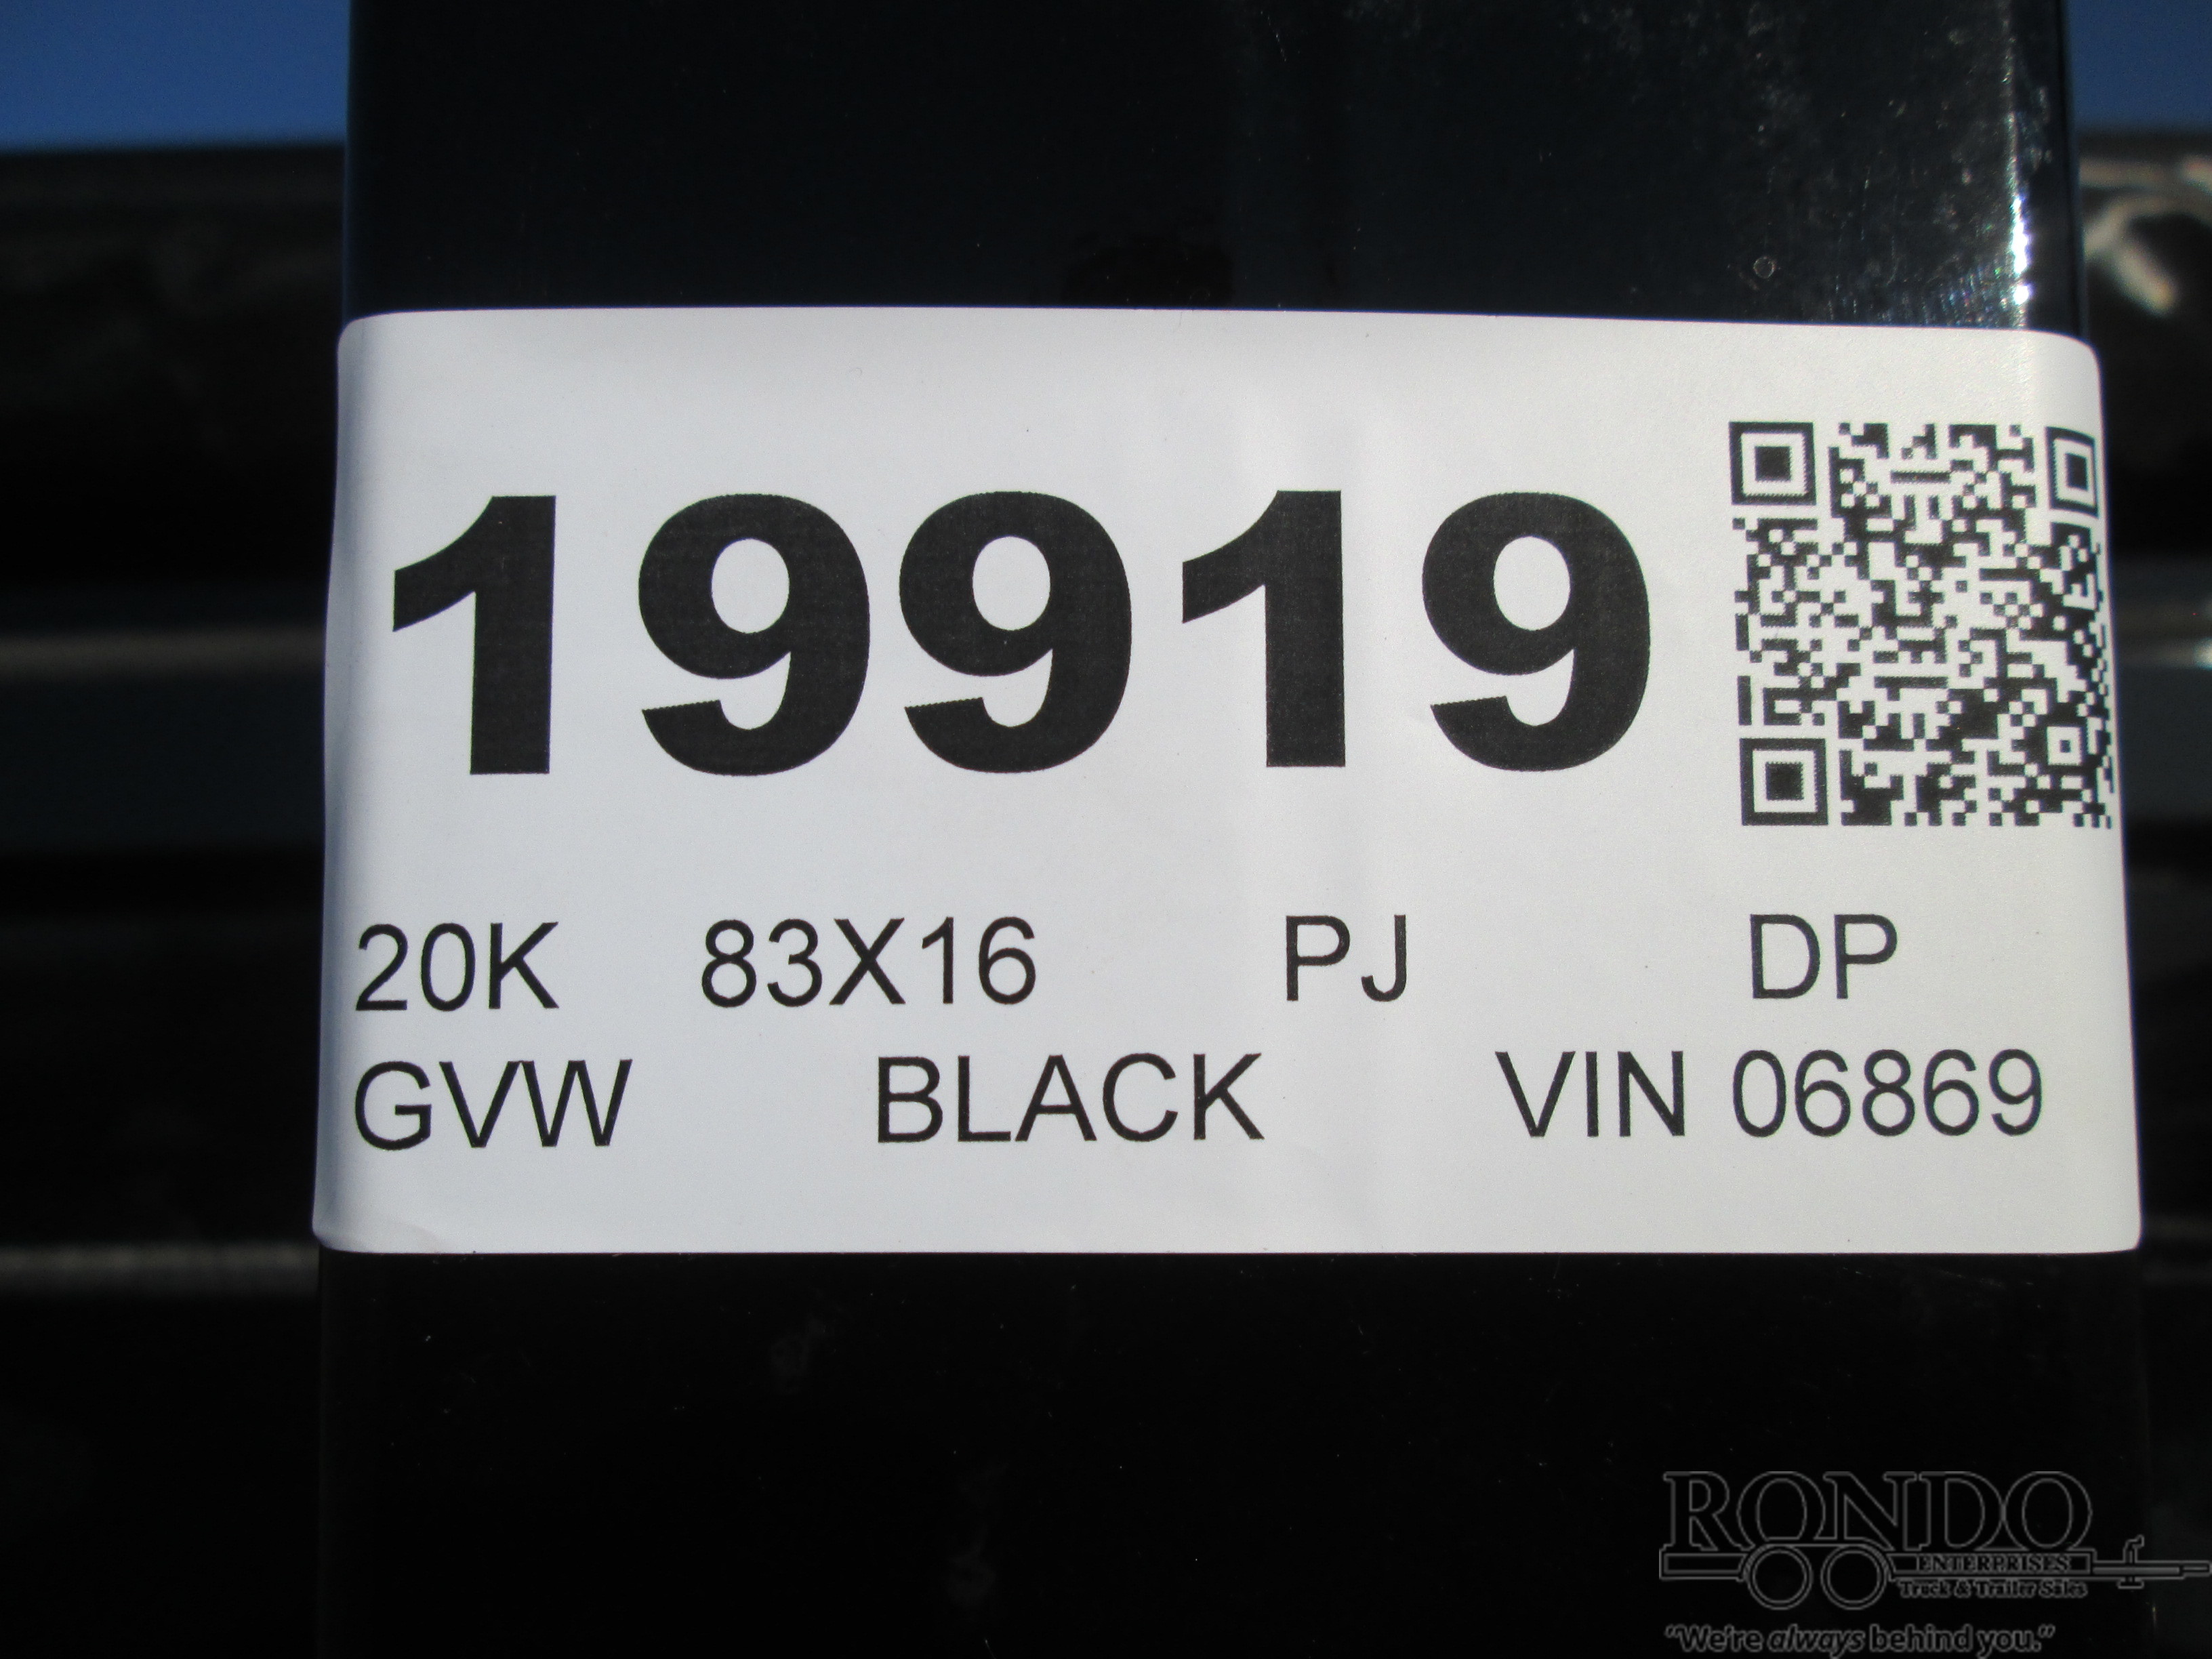 19919
20K 83X16 PJ DP
GVW BLACK VIN 06869
RONDO
ENTERPRISES
Truck & Trailer Sales
"We're always behind you."